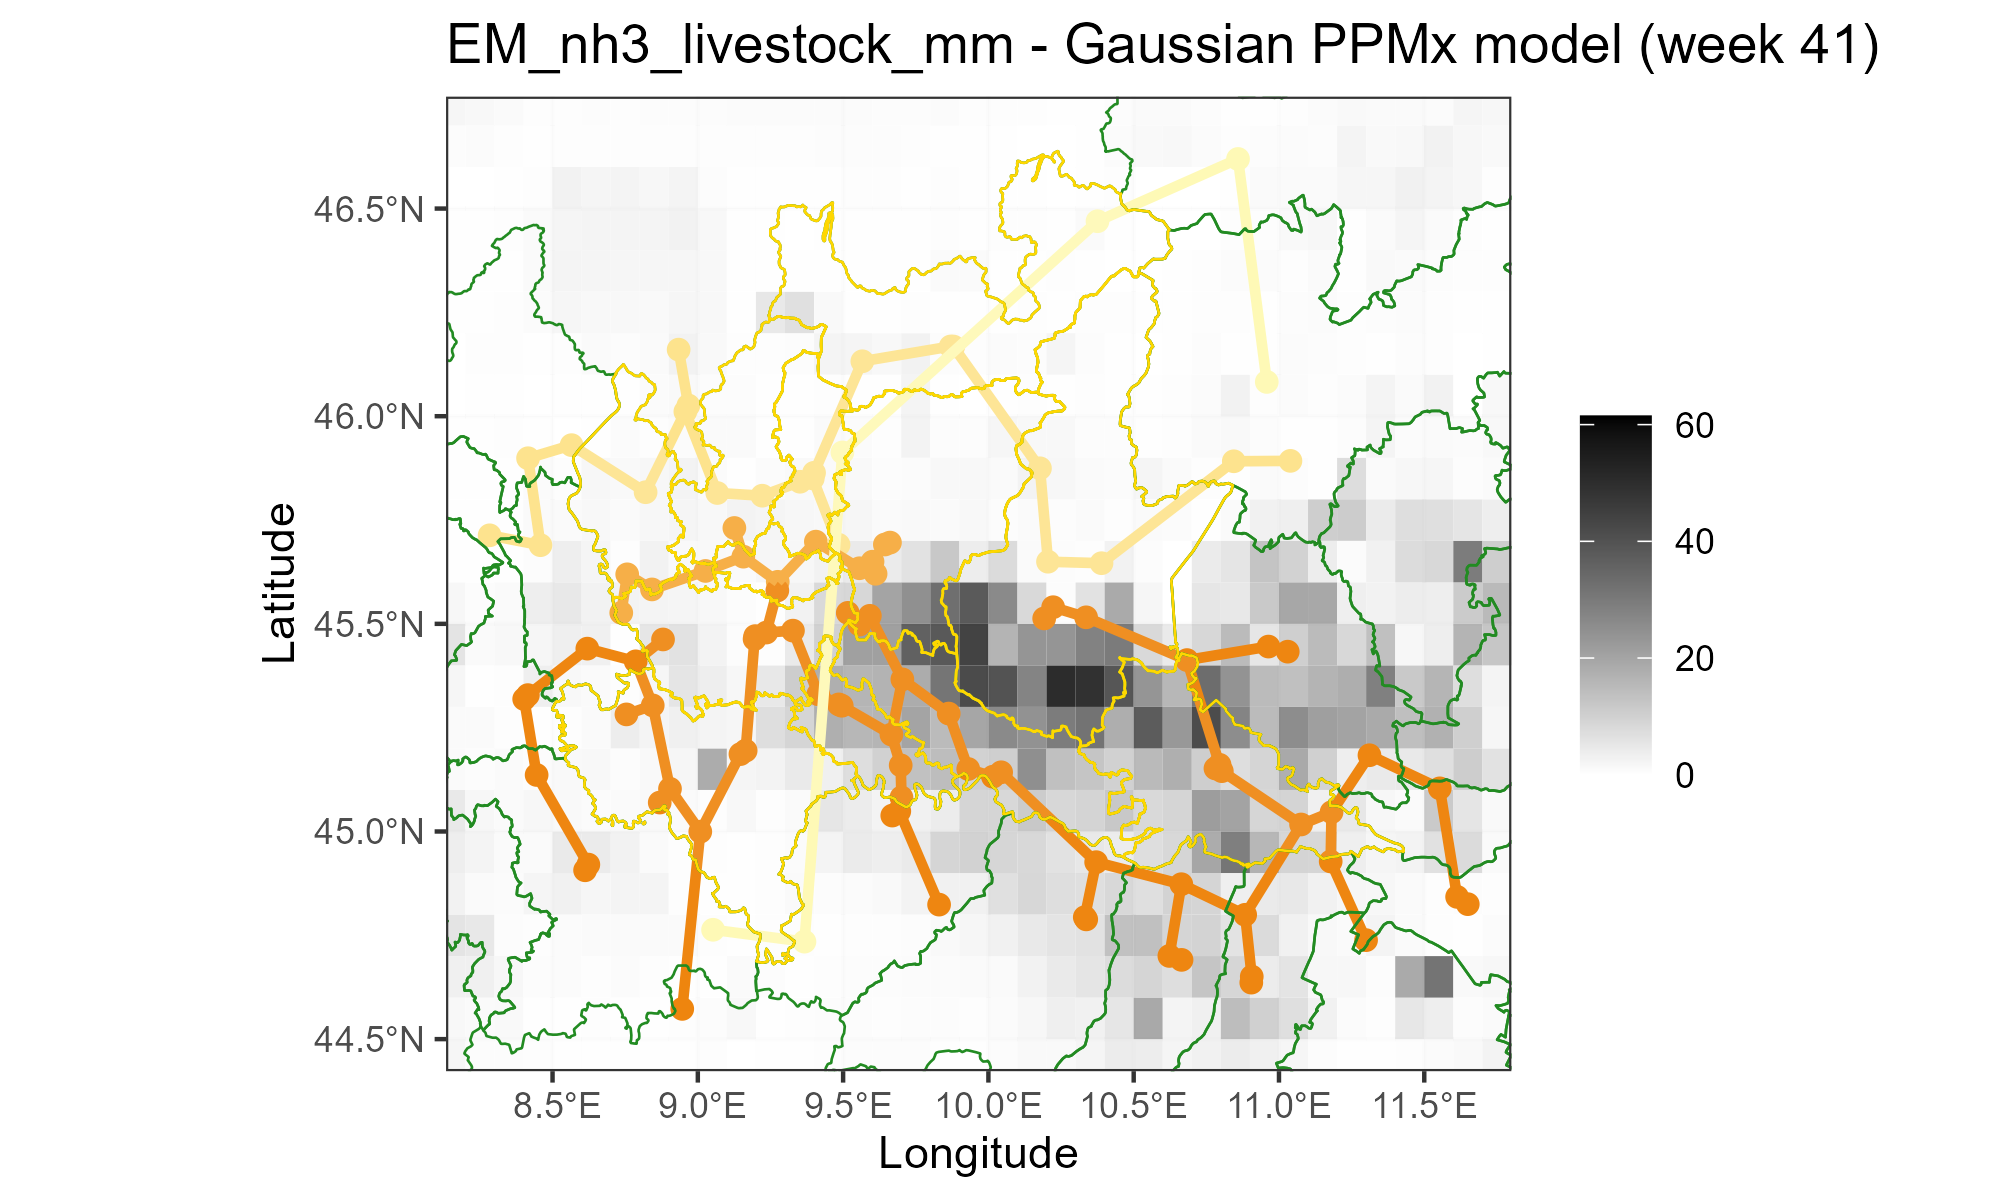 EM_nh3_livestock_mm - Gaussian PPMx model (week 41)
46.5°N
46.0°N
45.5°N
45.0°N
44.5°N
Latitude
8.5°E
9.0°E
9.5°E
10.0°E
10.5°E
11.0°E
11.5°E
Longitude
60
40
20
0